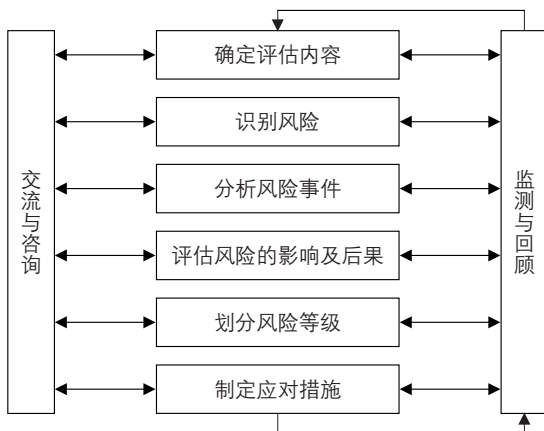 确定评估内容
识别风险
分析风险事件
评估风险的影响及后果
划分风险等级
制定应对措施
交流与咨询
监测与回顾